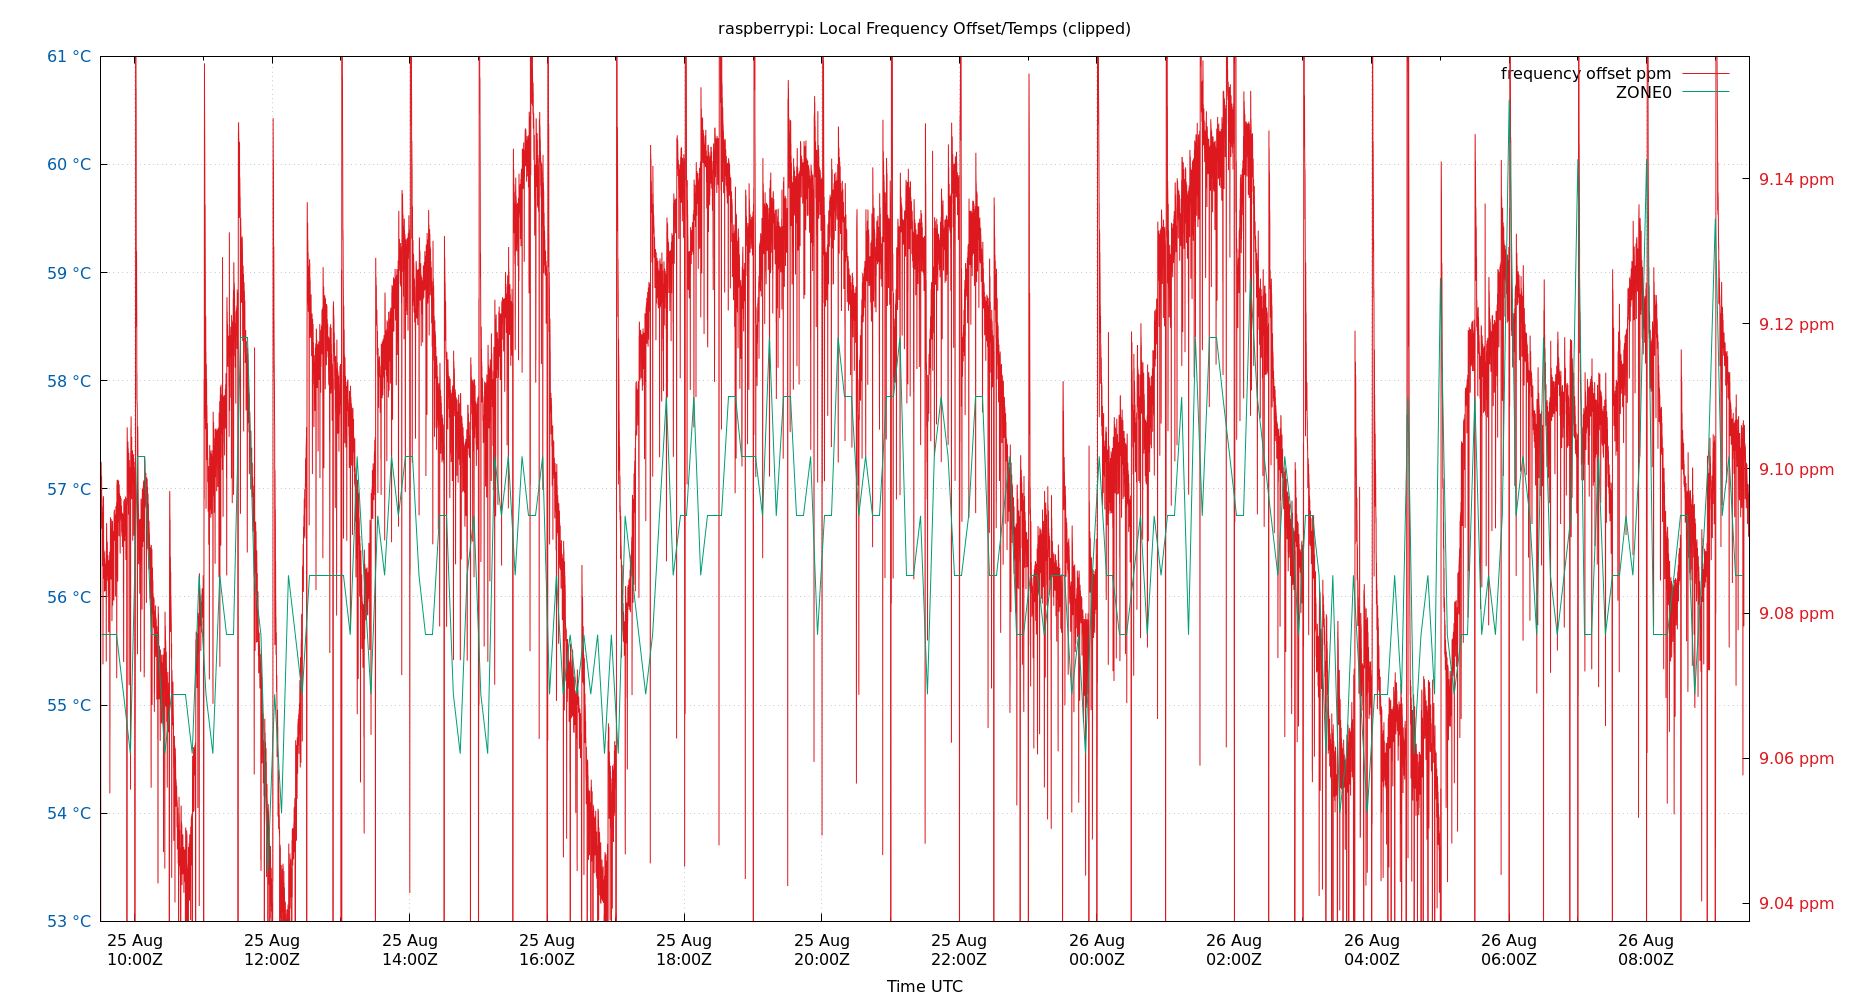 raspberrypi: Local Frequency Offset/Temps (clipped)
61 °C
60 °C
59 °C
58 °C
57 °C
56 °C
55 °C
54 °C
53 °C
frequency offset ppm
ZONE0
9.14 ppm
9.12 ppm
9.10 ppm
9.08 ppm
9.06 ppm
9.04 ppm
25 Aug 25 Aug 25 Aug 25 Aug 25 Aug 25 Aug 25 Aug 26 Aug 26 Aug 26 Aug 26 Aug 26 Aug
10:00Z 12:00Z 14:00Z 16:00Z 18:00Z 20:00Z 22:00Z 00:00Z 02:00Z 04:00Z 06:00Z 08:00Z
Time UTC